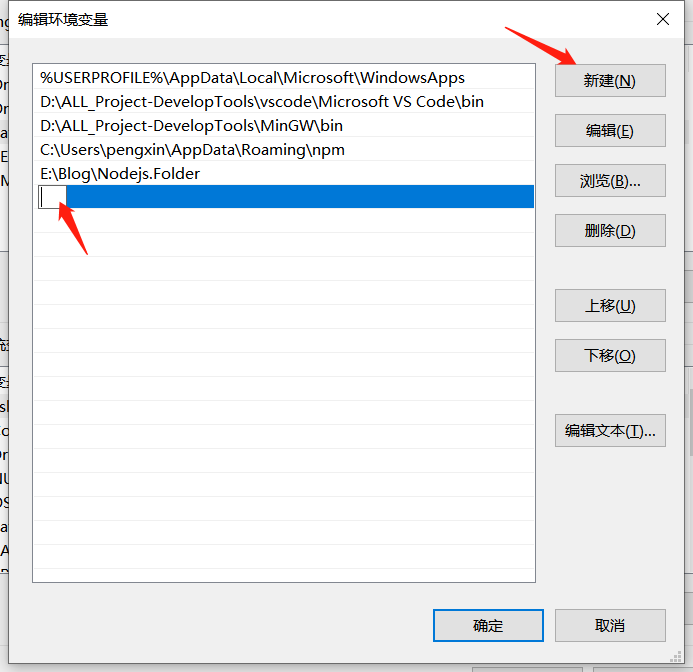 编辑环境变量
%USERPROFILE%\AppData\Local\Microsoft\WindowsApps
D:\ALL_Project-DevelopTools\vscode\Microsoft VS Code\bin
D:\ALL_Project-DevelopTools\MinGW\bin
C:\Users\pengxin\AppData\Roaming\npm
E:\Blog\Nodejs.Folder
新建(N)
编辑(E)
浏览(B)...
删除(D)
上移(U)
下移(O)
编辑文本(T)...
确定
取消